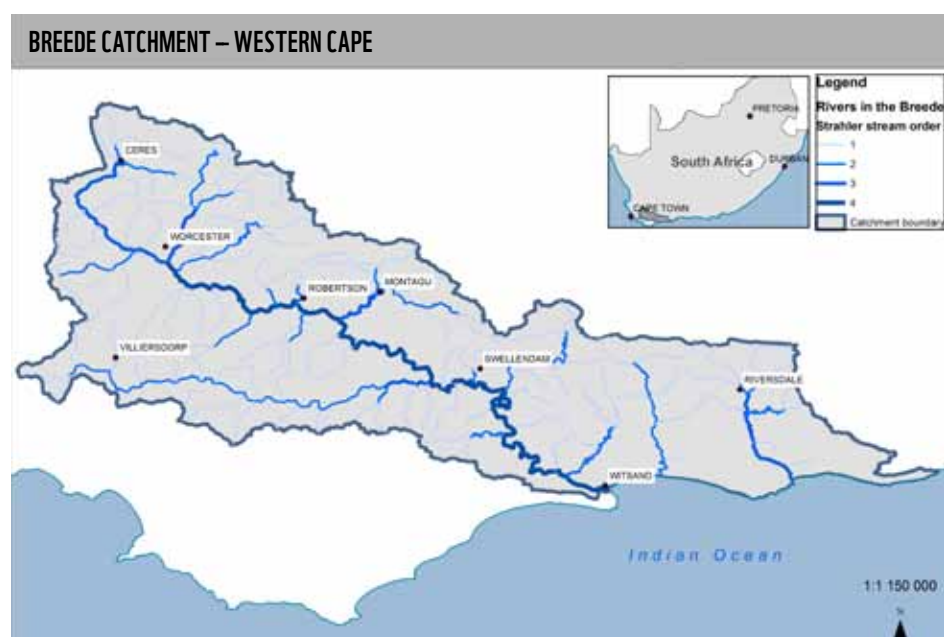 BREEDE CATCHMENT – WESTERN CAPE
Legend
Rivers in the Breede
Strahler stream order
1
2
3
4
Catchment boundary
PRETORIA
South Africa
DURBAN
CAPE TOWN
CERES
WORCESTER
ROBERTSON
MONTAGU
VILLIERSDORP
SWELLENDAM
RIVERSDALE
WITSAND
Indian Ocean
1:1 150 000
N